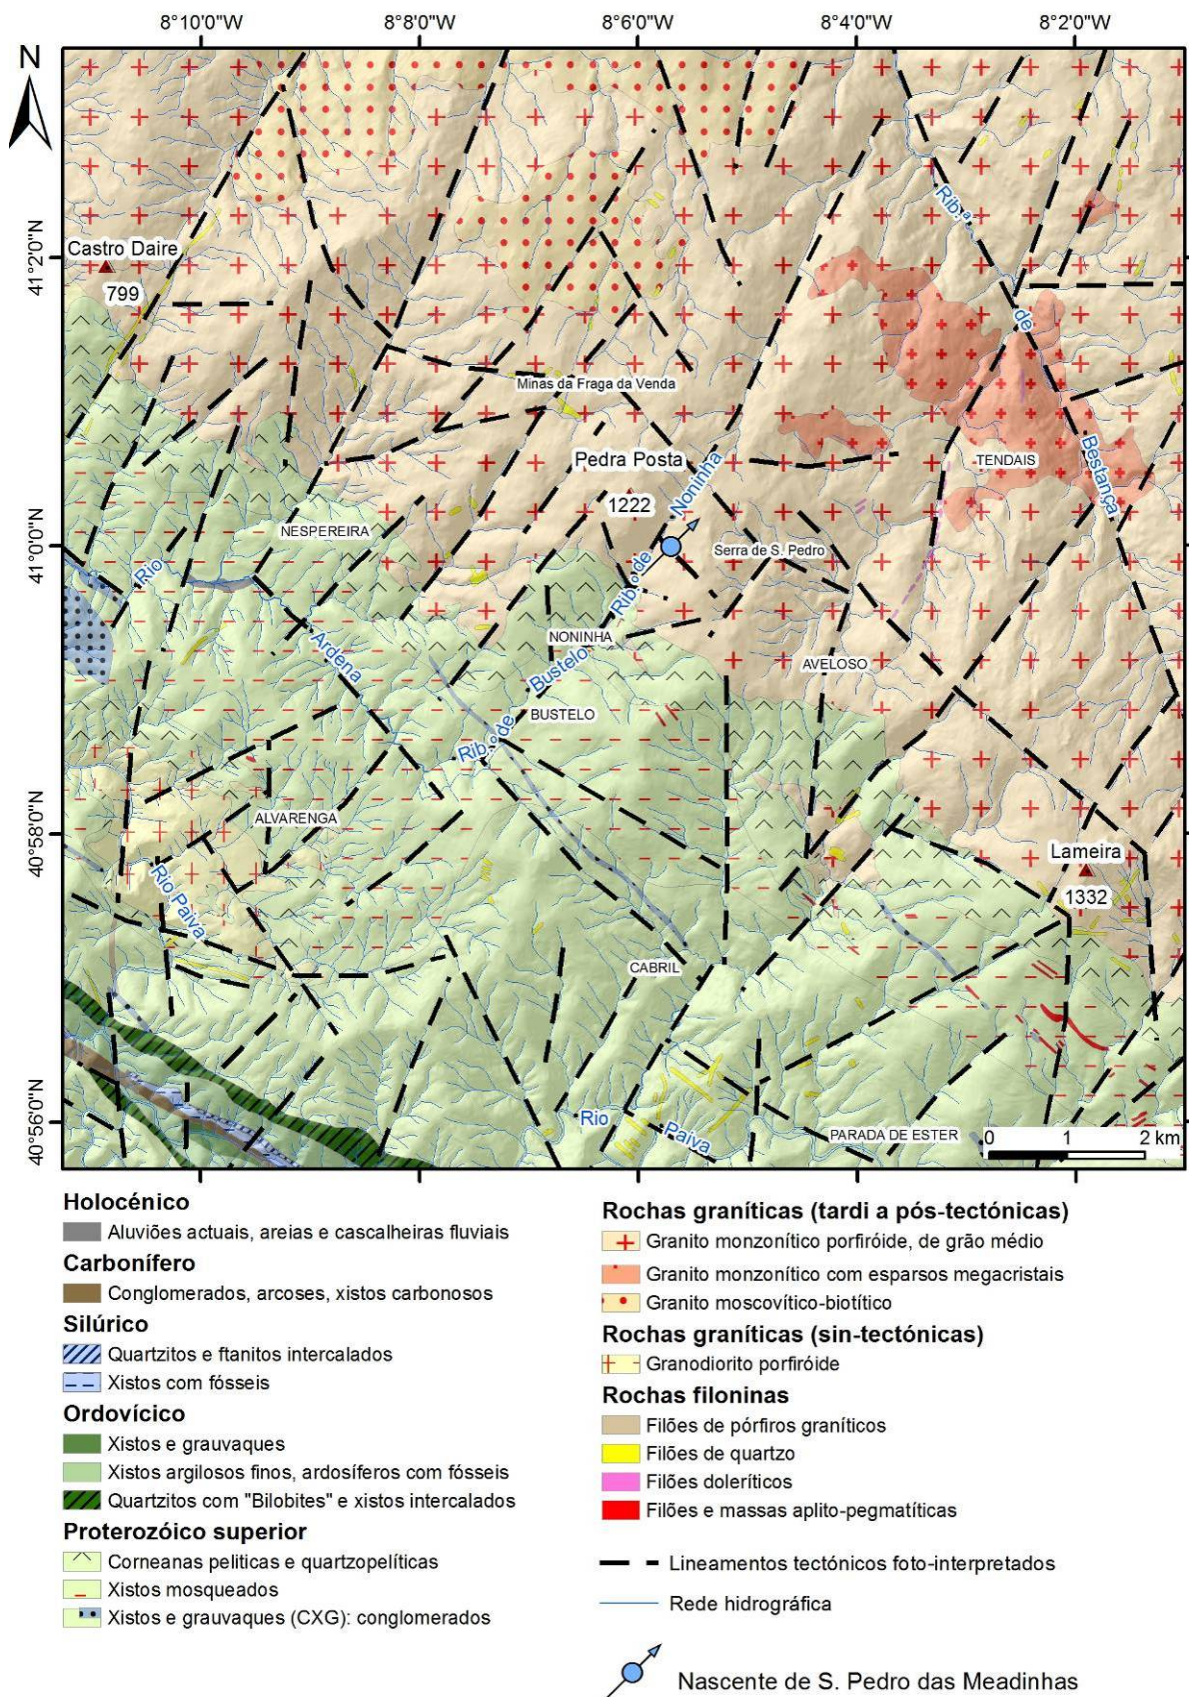 8°10'0"W 8°8'0"W 8°6'0"W 8°4'0"W 8°2'0"W
N
41°2'0"N
41°0'0"N
40°58'0"N
40°56'0"N
Castro Daire
799
Rib.ª de Bestança
Minas da Fraga da Venda
Pedra Posta
1222
TENDAIS
NESPEREIRA
Rib.º de Noninha
Serra de S. Pedro
Rio Ardena
NONINHA
AVELOSO
Rib.º de Bustelo
BUSTELO
ALVARENGA
Lameira
1332
Rio Paiva
CABRIL
Rio Paiva
PARADA DE ESTER
0 1 2 km
Holocénico
Aluviões actuais, areias e cascalheiras fluviais
Carbonífero
Conglomerados, arcoses, xistos carbonosos
Silúrico
Quartzitos e ftanitos intercalados
Xistos com fósseis
Ordovícico
Xistos e grauvaques
Xistos argilosos finos, ardosíferos com fósseis
Quartzitos com "Bilobites" e xistos intercalados
Proterozóico superior
Corneanas peliticas e quartzopelíticas
Xistos mosqueados
Xistos e grauvaques (CXG): conglomerados
Rochas graníticas (tardi a pós-tectónicas)
Granito monzonítico porfiróide, de grão médio
Granito monzonítico com esparsos megacristais
Granito moscovítico-biotítico
Rochas graníticas (sin-tectónicas)
Granodiorito porfiróide
Rochas filoninas
Filões de pórfiros graníticos
Filões de quartzo
Filões doleríticos
Filões e massas aplito-pegmatíticas
Lineamentos tectónicos foto-interpretados
Rede hidrográfica
Nascente de S. Pedro das Meadinhas